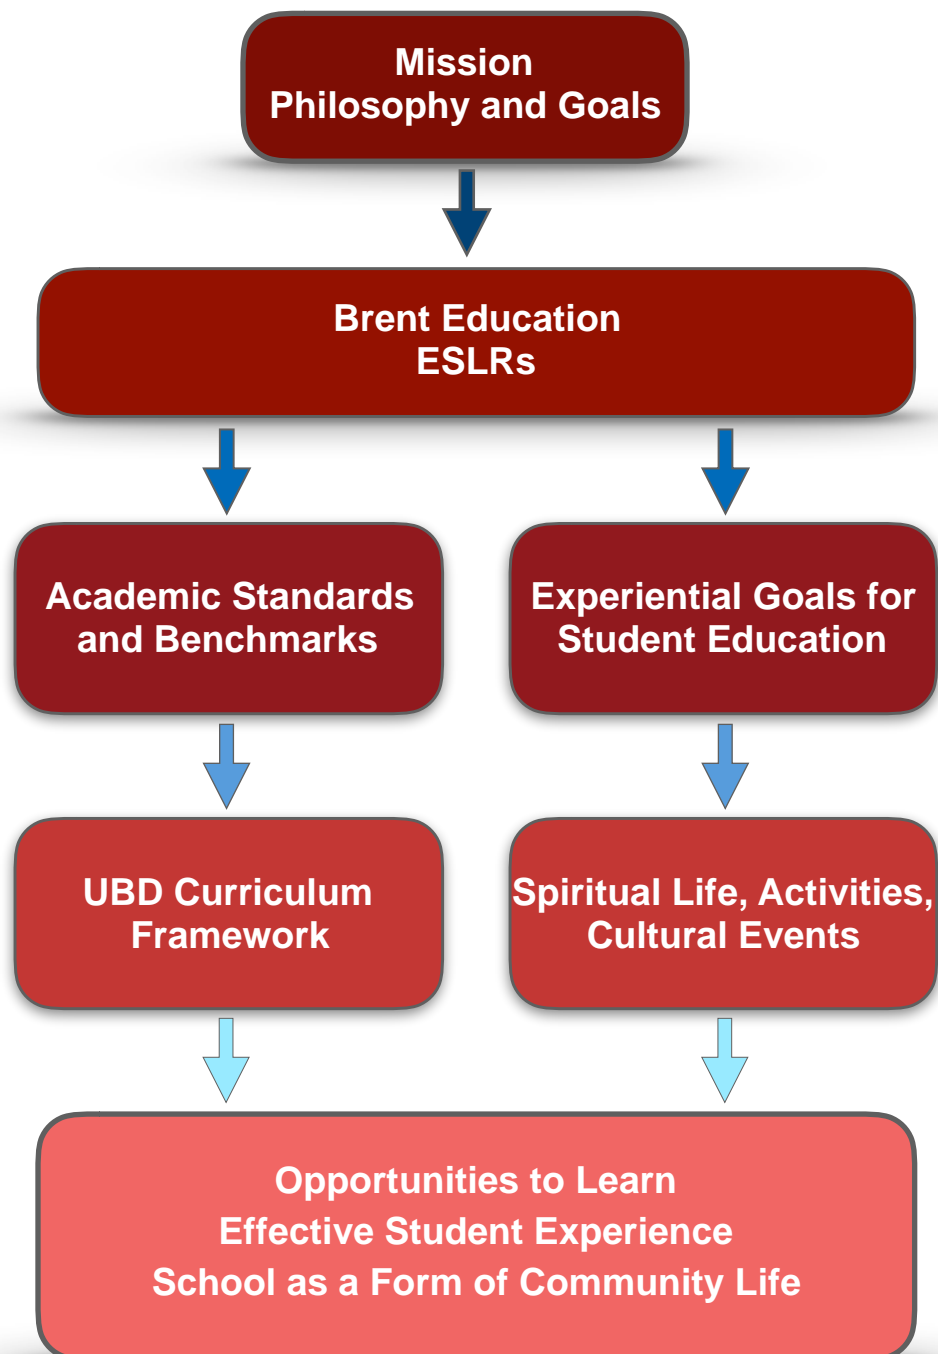 Mission
Philosophy and Goals
Brent Education
ESLRs
Academic Standards
and Benchmarks
Experiential Goals for
Student Education
UBD Curriculum
Framework
Spiritual Life, Activities,
Cultural Events
Opportunities to Learn
Effective Student Experience
School as a Form of Community Life